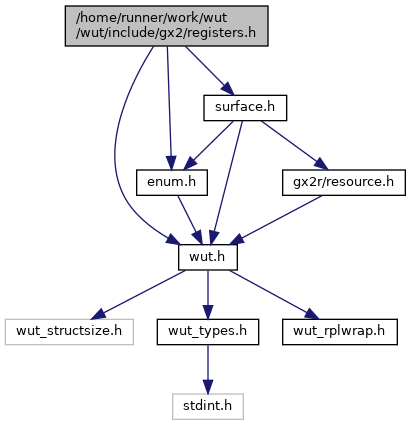 /home/runner/work/wut
/wut/include/gx2/registers.h
surface.h
enum.h
gx2r/resource.h
wut.h
wut_structsize.h
wut_types.h
wut_rplwrap.h
stdint.h